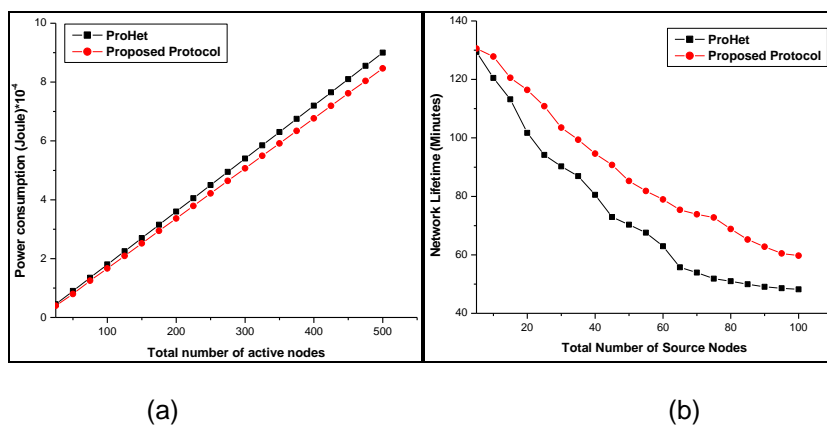 ProHet
Proposed Protocol
Power consumption (Joule)*10^-4
10
8
6
4
2
0
100 200 300 400 500
Total number of active nodes
ProHet
Proposed Protocol
Network Lifetime (Minutes)
140
120
100
80
60
40
20 40 60 80 100
Total Number of Source Nodes
(a) (b)